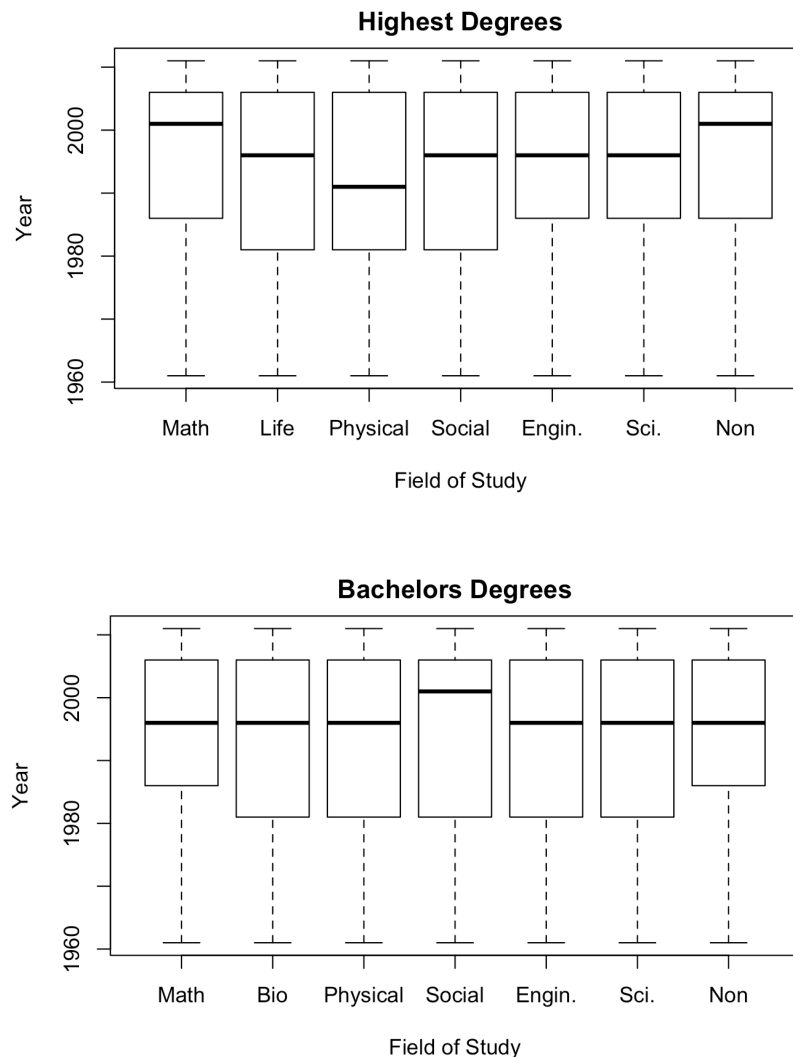 Highest Degrees
Year
2000
1980
1960
Math Life Physical Social Engin. Sci. Non
Field of Study
Bachelors Degrees
Year
2000
1980
1960
Math Bio Physical Social Engin. Sci. Non
Field of Study